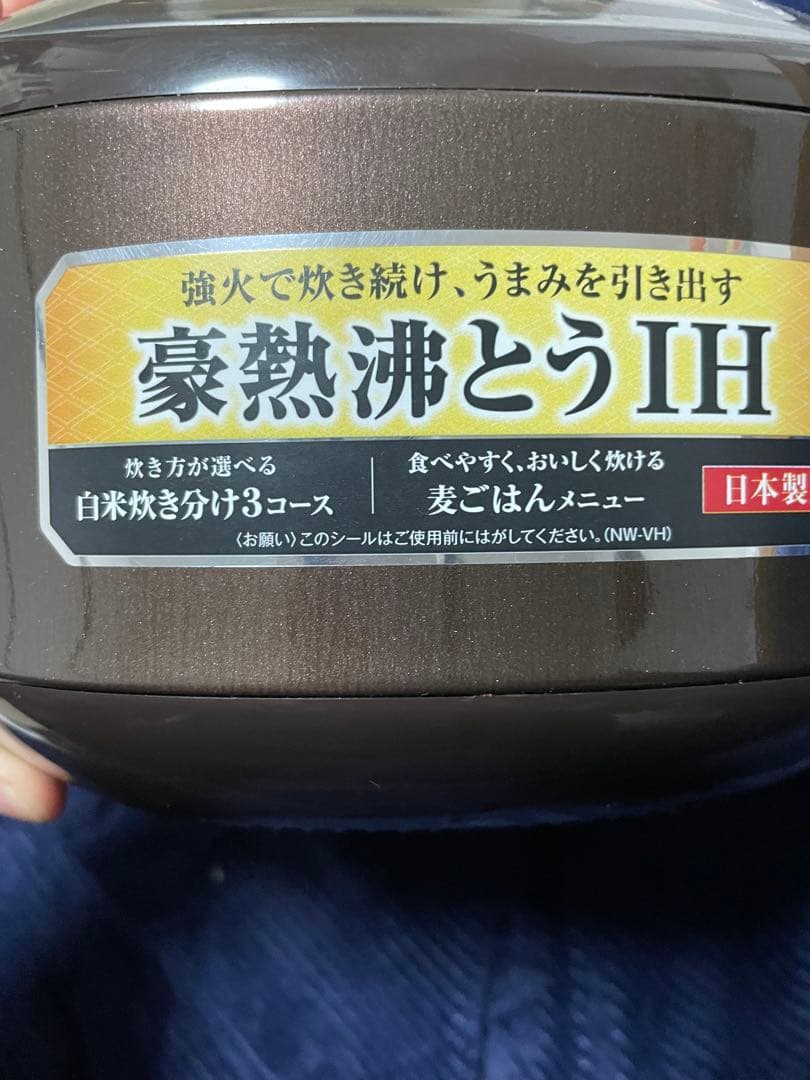 強火で炊き続け、うまみを引き出す
豪熱沸とうIH
炊き方が選べる
白米炊き分け3コース
食べやすく、おいしく炊ける
麦ごはんメニュー
日本製
〈お願い〉このシールはご使用前にはがしてください。(NW-VH)